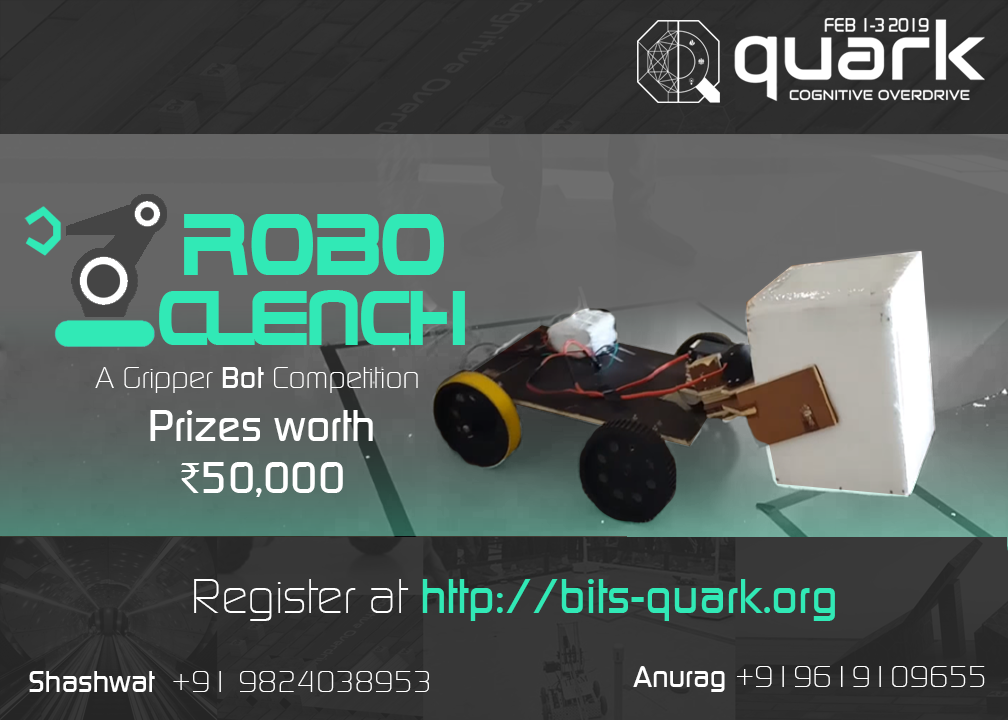 FEB 1-3 2019
quark
COGNITIVE OVERDRIVE
ROBO
CLENCH
A Gripper Bot Competition
Prizes worth
₹50,000
Register at http://bits-quark.org
Shashwat +91 9824038953
Anurag +919619109655